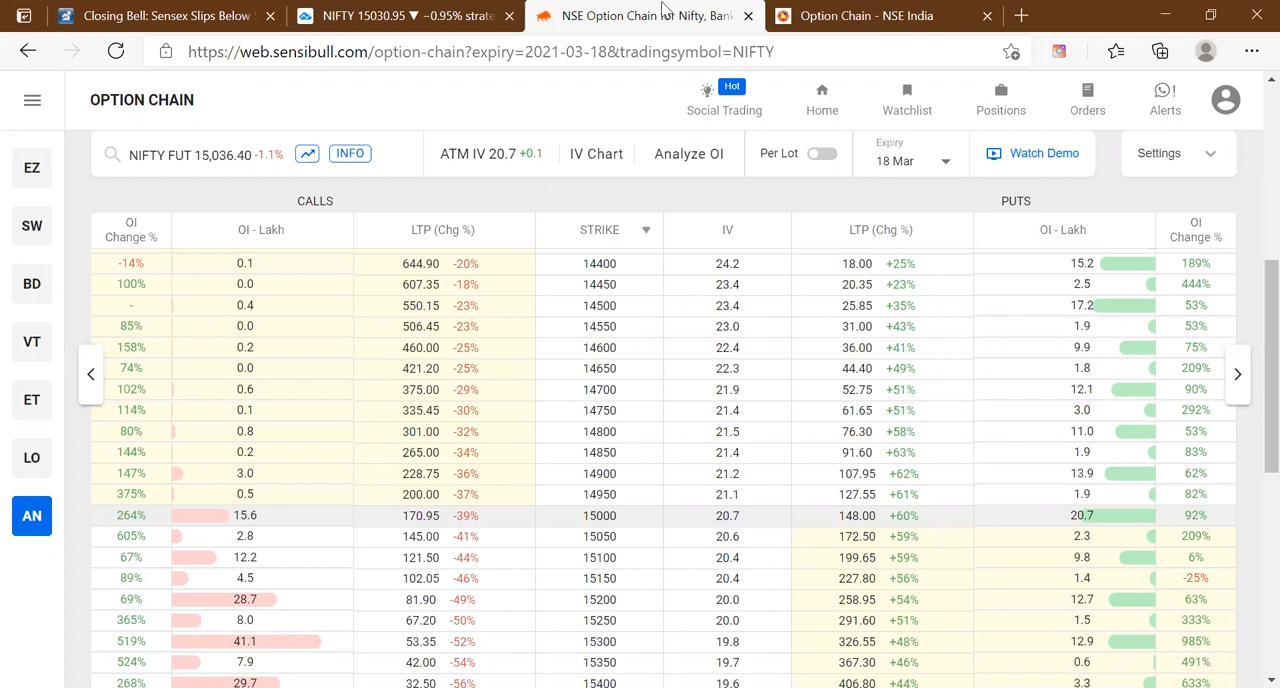 Closing Bell: Sensex Slips Below
NIFTY 15030.95 ▼ −0.95% strate
NSE Option Chain for Nifty, Bank
Option Chain - NSE India
https://web.sensibull.com/option-chain?expiry=2021-03-18&tradingsymbol=NIFTY
OPTION CHAIN
Hot
Social Trading
Home
Watchlist
Positions
Orders
Alerts
EZ
SW
BD
VT
ET
LO
AN
NIFTY FUT 15,036.40 -1.1% INFO
ATM IV 20.7 +0.1
IV Chart
Analyze OI
Per Lot
Expiry
18 Mar
Watch Demo
Settings
CALLS PUTS
OI Change % OI - Lakh LTP (Chg %) STRIKE ▼ IV LTP (Chg %) OI - Lakh OI Change %
-14% 0.1 644.90 -20% 14400 24.2 18.00 +25% 15.2 189%
100% 0.0 607.35 -18% 14450 23.4 20.35 +23% 2.5 444%
- 0.4 550.15 -23% 14500 23.4 25.85 +35% 17.2 53%
85% 0.0 506.45 -23% 14550 23.0 31.00 +43% 1.9 53%
158% 0.2 460.00 -25% 14600 22.4 36.00 +41% 9.9 75%
74% 0.0 421.20 -25% 14650 22.3 44.40 +49% 1.8 209%
102% 0.6 375.00 -29% 14700 21.9 52.75 +51% 12.1 90%
114% 0.1 335.45 -30% 14750 21.4 61.65 +51% 3.0 292%
80% 0.8 301.00 -32% 14800 21.5 76.30 +58% 11.0 53%
144% 0.2 265.00 -34% 14850 21.4 91.60 +63% 1.9 83%
147% 3.0 228.75 -36% 14900 21.2 107.95 +62% 13.9 62%
375% 0.5 200.00 -37% 14950 21.1 127.55 +61% 1.9 82%
264% 15.6 170.95 -39% 15000 20.7 148.00 +60% 20.7 92%
605% 2.8 145.00 -41% 15050 20.6 172.50 +59% 2.3 209%
67% 12.2 121.50 -44% 15100 20.4 199.65 +59% 9.8 6%
89% 4.5 102.05 -46% 15150 20.4 227.80 +56% 1.4 -25%
69% 28.7 81.90 -49% 15200 20.0 258.95 +54% 12.7 63%
365% 8.0 67.20 -50% 15250 20.0 291.60 +51% 1.5 333%
519% 41.1 53.35 -52% 15300 19.8 326.55 +48% 12.9 985%
524% 7.9 42.00 -54% 15350 19.7 367.30 +46% 0.6 491%
268% 29.7 32.50 -56% 15400 19.6 406.80 +44% 3.3 633%